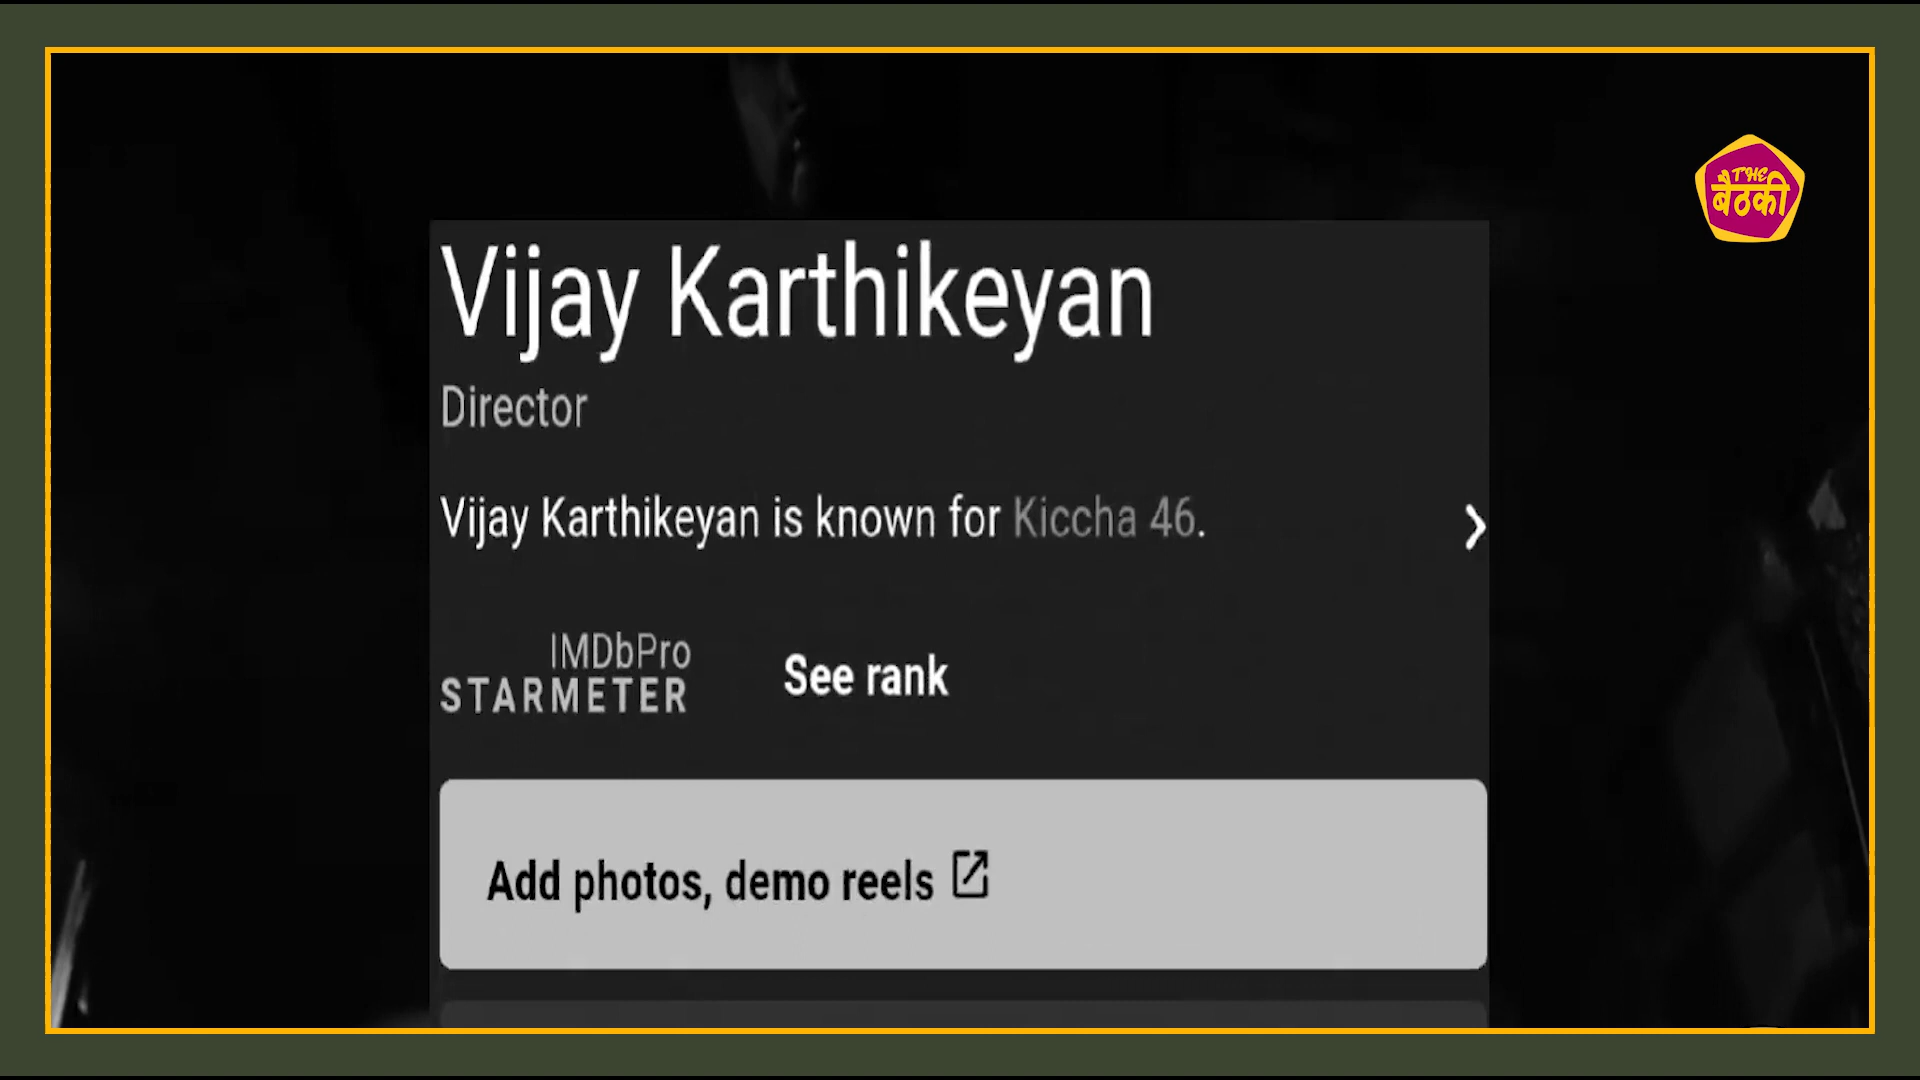 THE
बैठकी
Vijay Karthikeyan
Director
Vijay Karthikeyan is known for Kiccha 46.
IMDbPro
STARMETER
See rank
Add photos, demo reels